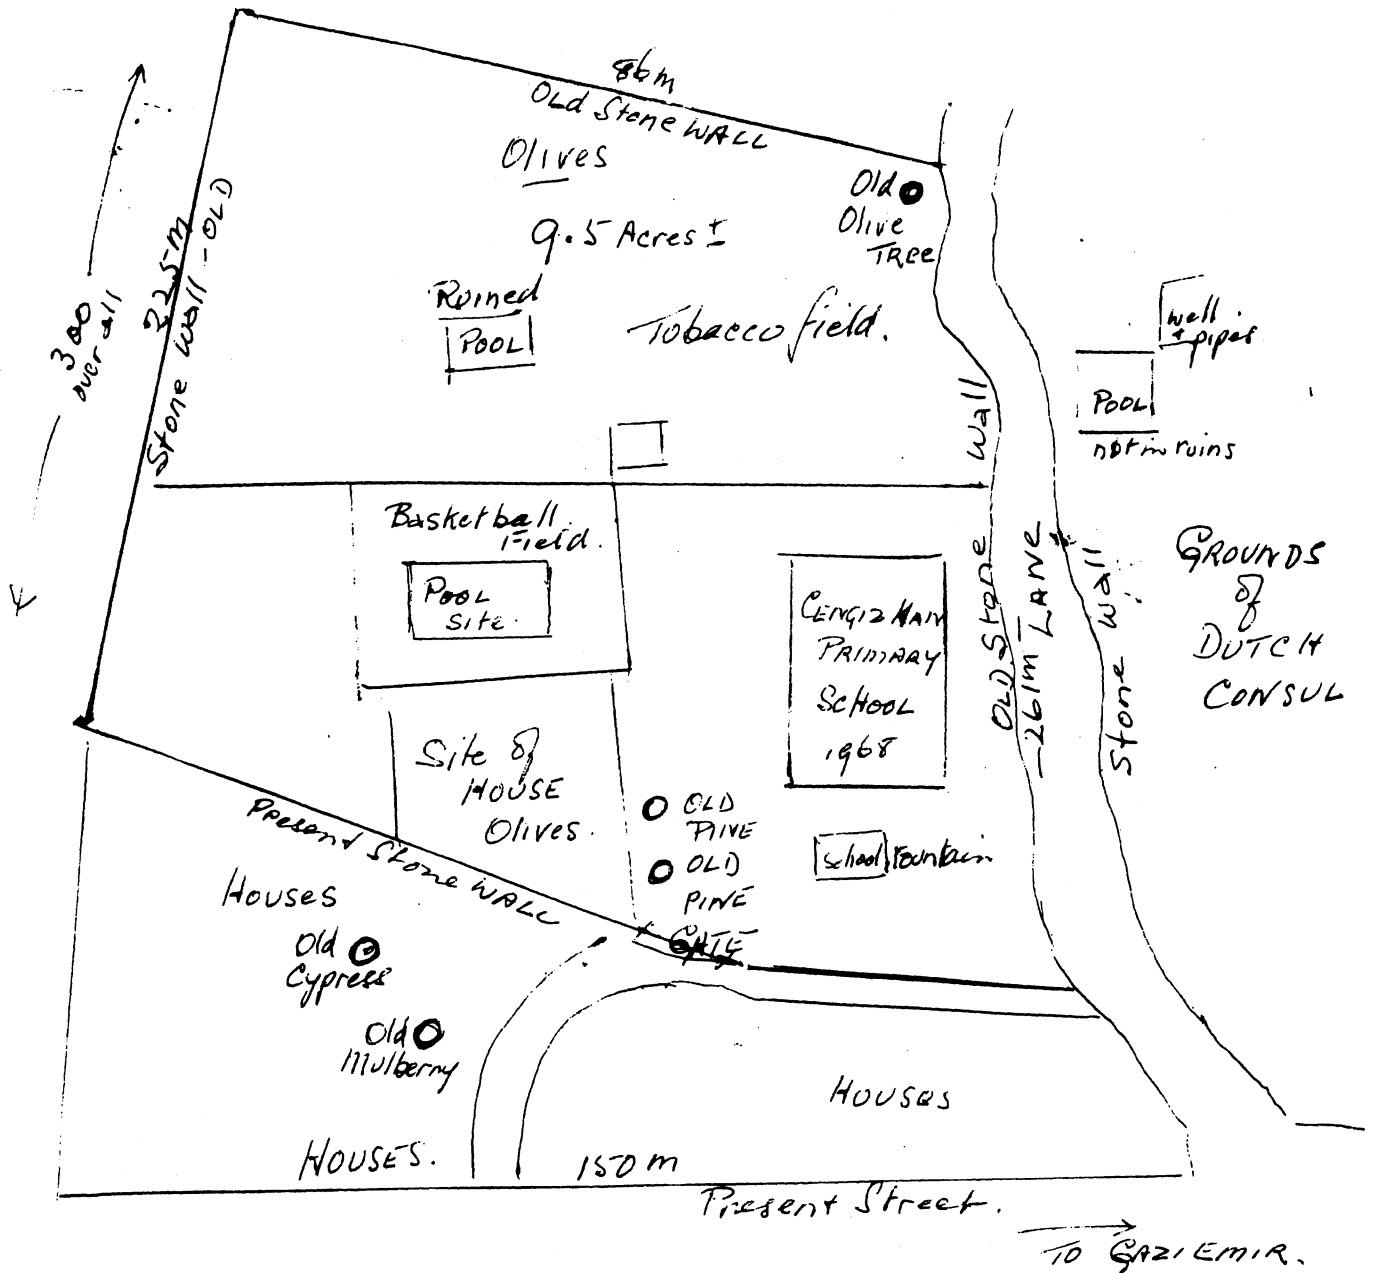 86m
Old Stone WALL
Olives
9.5 Acres ±
Old
Olive
TREE
300
overall
225m
Stone Wall - OLD
Ruined
POOL
Tobacco field.
Well
+ pipes
POOL
not in ruins
Basketball
Field.
POOL
SITE.
CENGIZ HAN
PRIMARY
SCHOOL
1968
OLD Stone Wall
261m LANE
Stone Wall
GROUNDS
of
DUTCH
CONSUL
Site of
HOUSE
Olives.
OLD
PINE
OLD
PINE
School Fountain
GATE
Present Stone WALL
Houses
Old
Cypress
Old
Mulberry
HOUSES
HOUSES.
150m
Present Street.
TO GAZIEMIR.